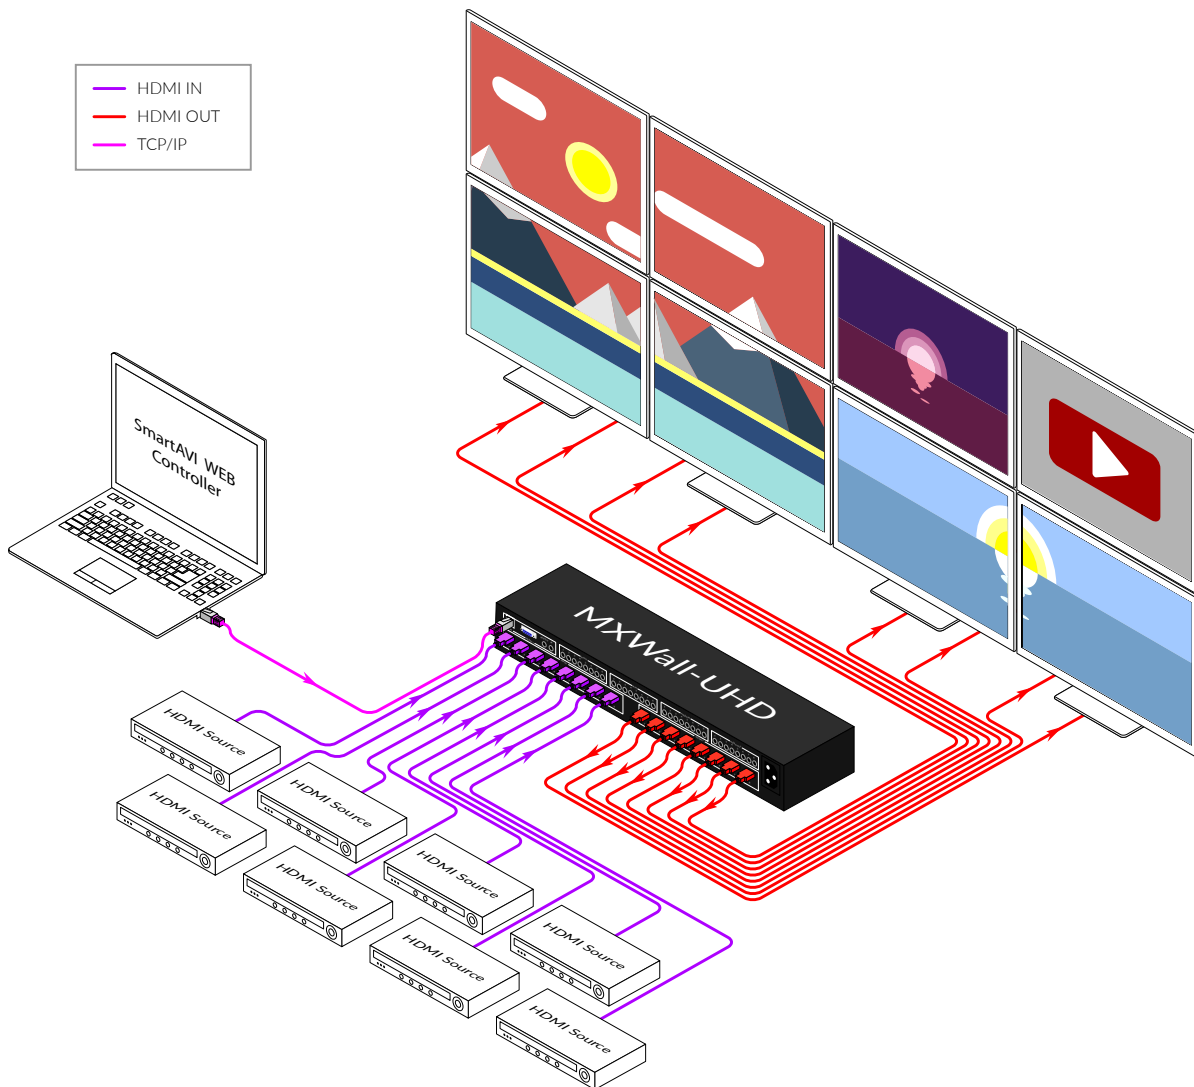 HDMI IN
HDMI OUT
TCP/IP
SmartAVI WEB
Controller
MXWall-UHD
HDMI Source
HDMI Source
HDMI Source
HDMI Source
HDMI Source
HDMI Source
HDMI Source
HDMI Source